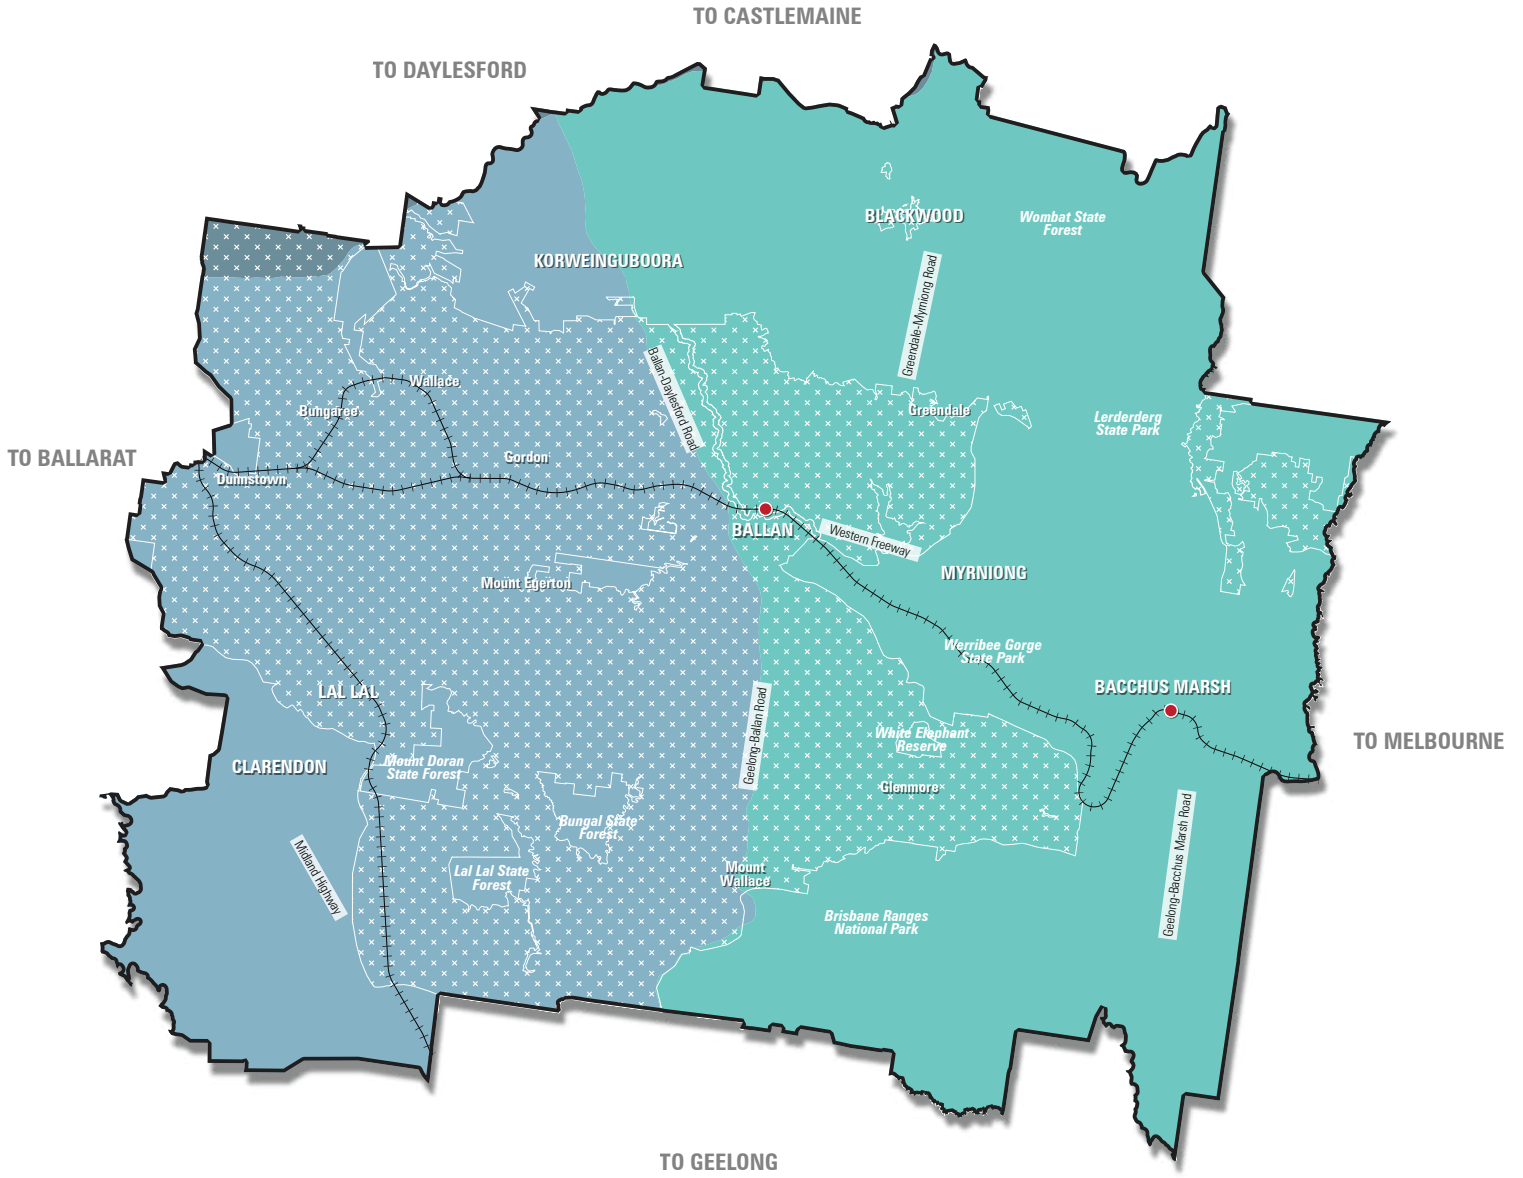 TO CASTLEMAINE
TO DAYLESFORD
BLACKWOOD
Wombat State
Forest
KORWEINGUBOORA
Greendale-Myrniong Road
Ballan-Daylesford Road
Wallace
Bungaree
Greendale
Lerderderg
State Park
TO BALLARAT
Gordon
Dunnstown
BALLAN
Western Freeway
MYRNIONG
Mount Egerton
Werribee Gorge
State Park
LAL LAL
BACCHUS MARSH
Geelong-Ballan Road
White Elephant
Reserve
TO MELBOURNE
CLARENDON
Mount Doran
State Forest
Glenmore
Bungal State
Forest
Geelong-Bacchus Marsh Road
Midland Highway
Lal Lal State
Forest
Mount
Wallace
Brisbane Ranges
National Park
TO GEELONG